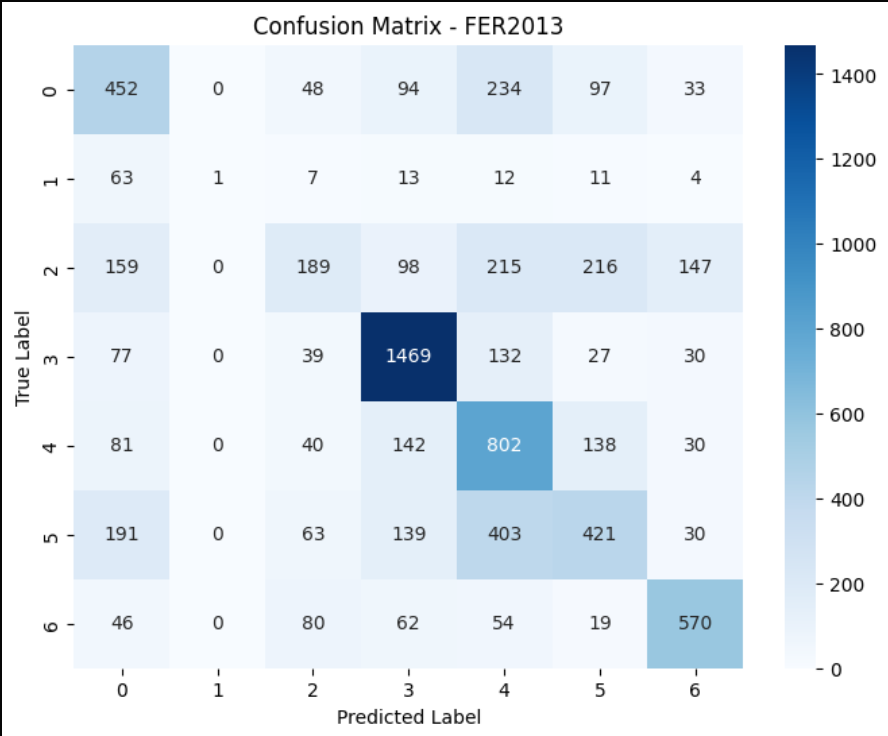 Confusion Matrix - FER2013
True Label
0 452 0 48 94 234 97 33
1 63 1 7 13 12 11 4
2 159 0 189 98 215 216 147
3 77 0 39 1469 132 27 30
4 81 0 40 142 802 138 30
5 191 0 63 139 403 421 30
6 46 0 80 62 54 19 570
0 1 2 3 4 5 6
Predicted Label
1400
1200
1000
800
600
400
200
0